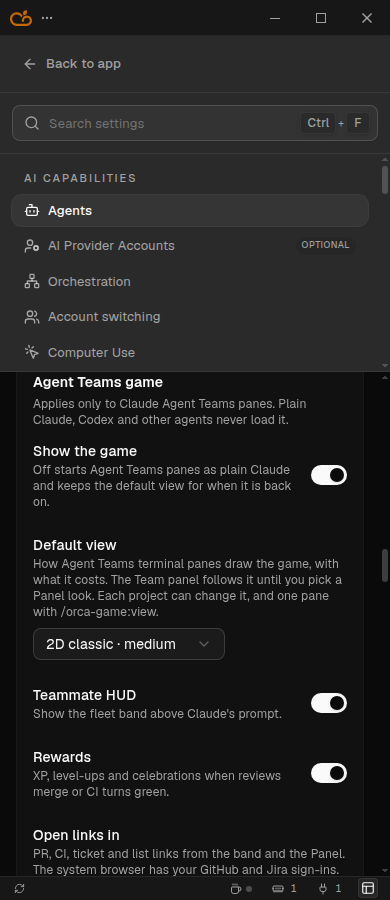 Back to app
Search settings
Ctrl + F
AI CAPABILITIES
Agents
AI Provider Accounts
OPTIONAL
Orchestration
Account switching
Computer Use
Agent Teams game
Applies only to Claude Agent Teams panes. Plain
Claude, Codex and other agents never load it.
Show the game
Off starts Agent Teams panes as plain Claude
and keeps the default view for when it is back
on.
Default view
How Agent Teams terminal panes draw the game, with
what it costs. The Team panel follows it until you pick a
Panel look. Each project can change it, and one pane
with /orca-game:view.
2D classic · medium
Teammate HUD
Show the fleet band above Claude's prompt.
Rewards
XP, level-ups and celebrations when reviews
merge or CI turns green.
Open links in
PR, CI, ticket and list links from the band and the Panel.
The system browser has your GitHub and Jira sign-ins.
1
1